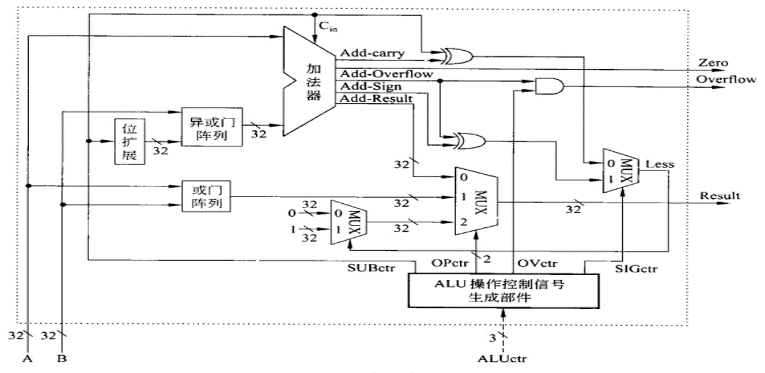 Cin
Add-carry
Zero
加法器
Add-Overflow
Overflow
Add-Sign
Add-Result
位扩展
32
异或门阵列
32
32
0
1
MUX
Less
或门阵列
32
32
0
1
2
MUX
32
Result
0
1
32
32
MUX
32
SUBctr
OPctr
2
OVctr
SIGctr
ALU 操作控制信号生成部件
32
32
3
A
B
ALUctr